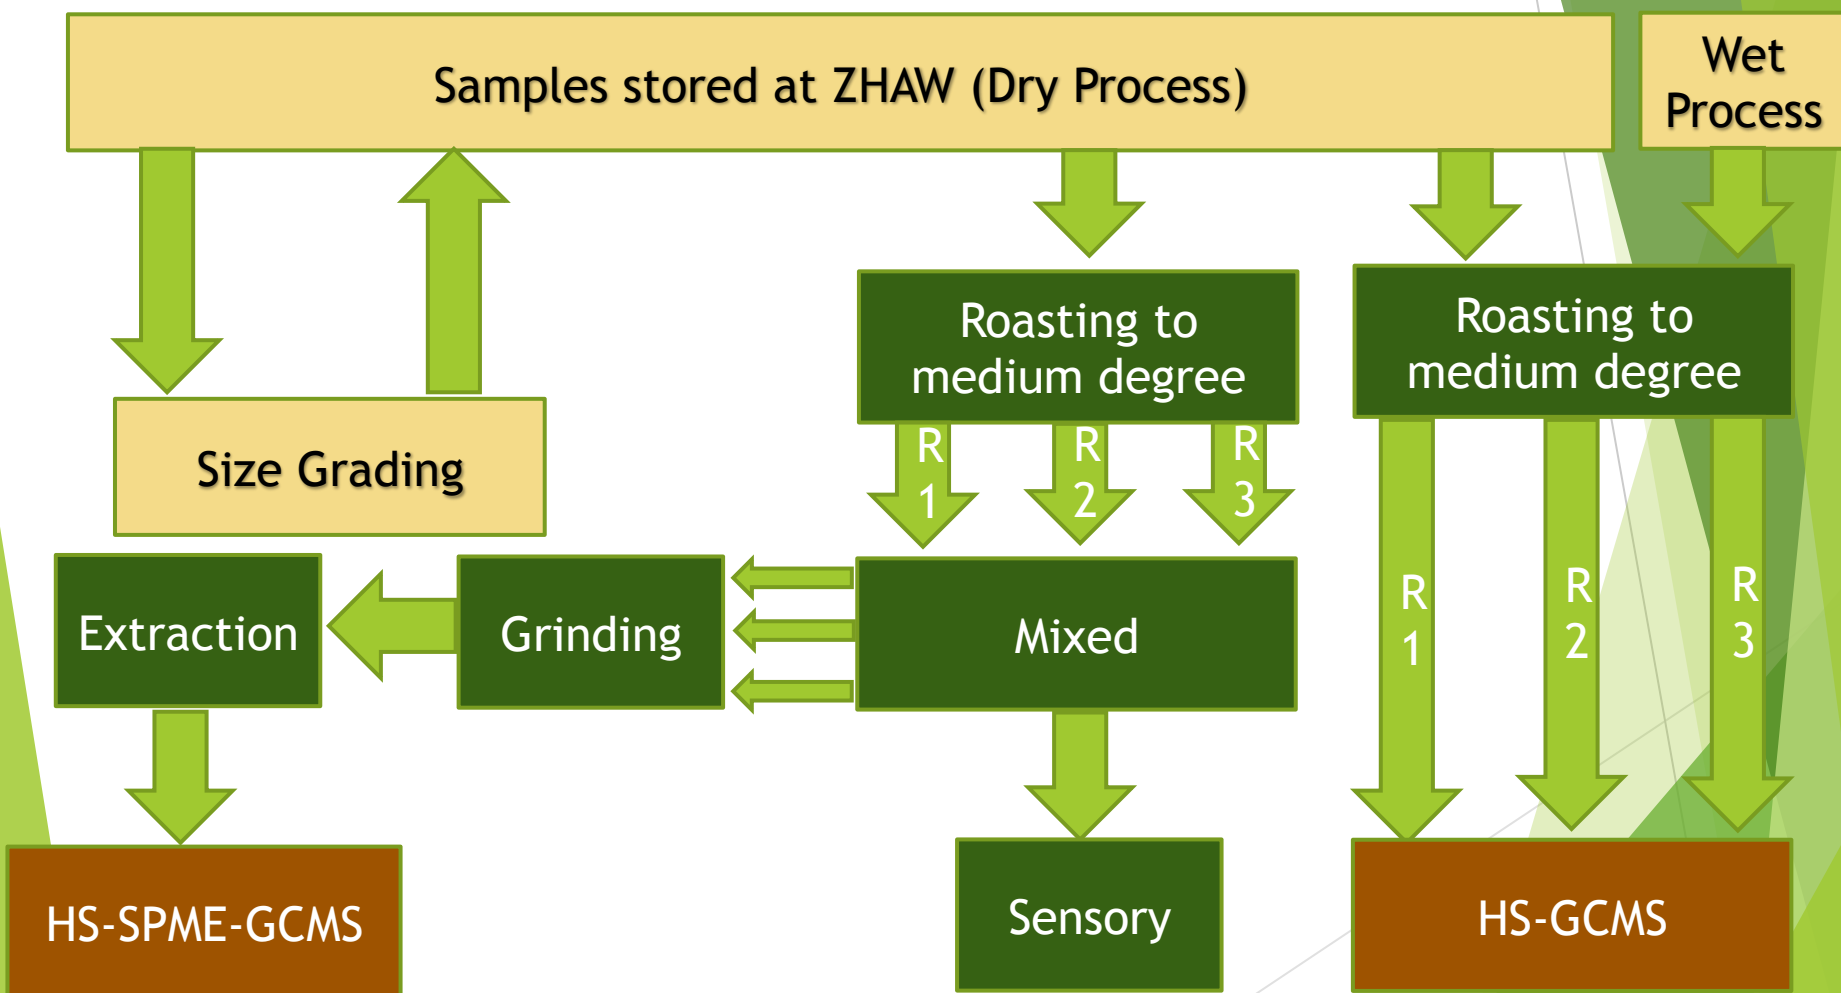 Samples stored at ZHAW (Dry Process)
Wet
Process
Roasting to
medium degree
Roasting to
medium degree
Size Grading
R
1
R
2
R
3
Extraction
Grinding
Mixed
R
1
R
2
R
3
HS-SPME-GCMS
Sensory
HS-GCMS